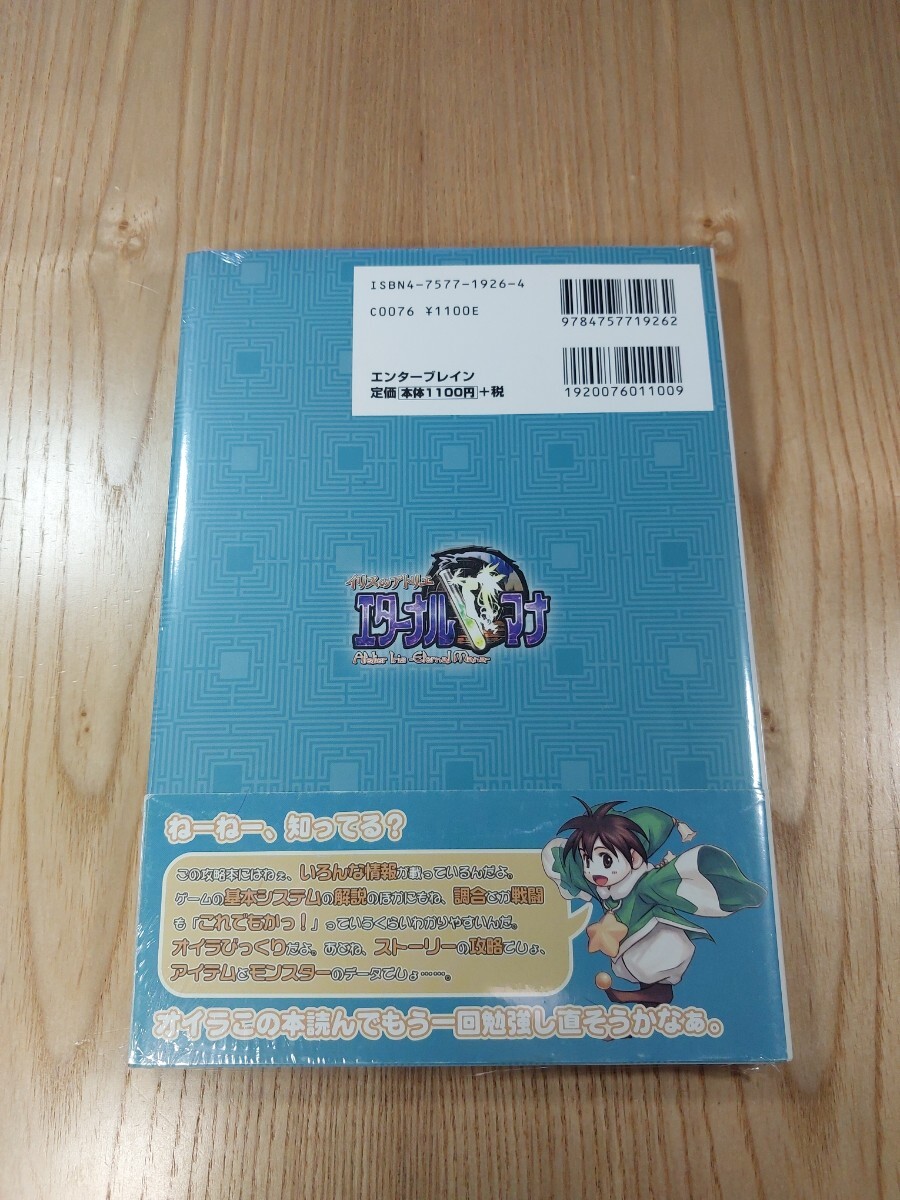 ISBN4-7577-1926-4
C0076 ¥1100E
9784757719262
エンターブレイン
定価 本体1100円 +税
1920076011009
イリスのアトリエ
エターナルマナ
Atelier Iris -Eternal Mana-
ねーねー、知ってる?
この攻略本にはねぇ、いろんな情報が載っているんだよ。
ゲームの基本システムの解説のほかにもね、調合とか戦闘
も「これでもかっ!」っていうくらいわかりやすいんだ。
オイラびっくりだよ。あとね、ストーリーの攻略でしょ、
アイテムとモンスターのデータでしょ……。
オイラこの本読んでもう一回勉強し直そうかなぁ。